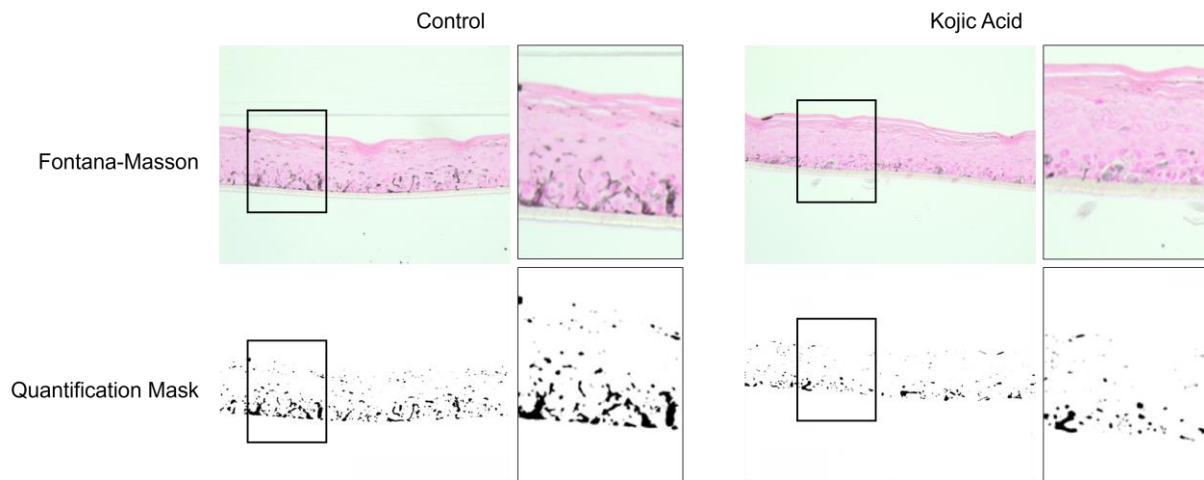 Control
Kojic Acid
Fontana-Masson
Quantification Mask